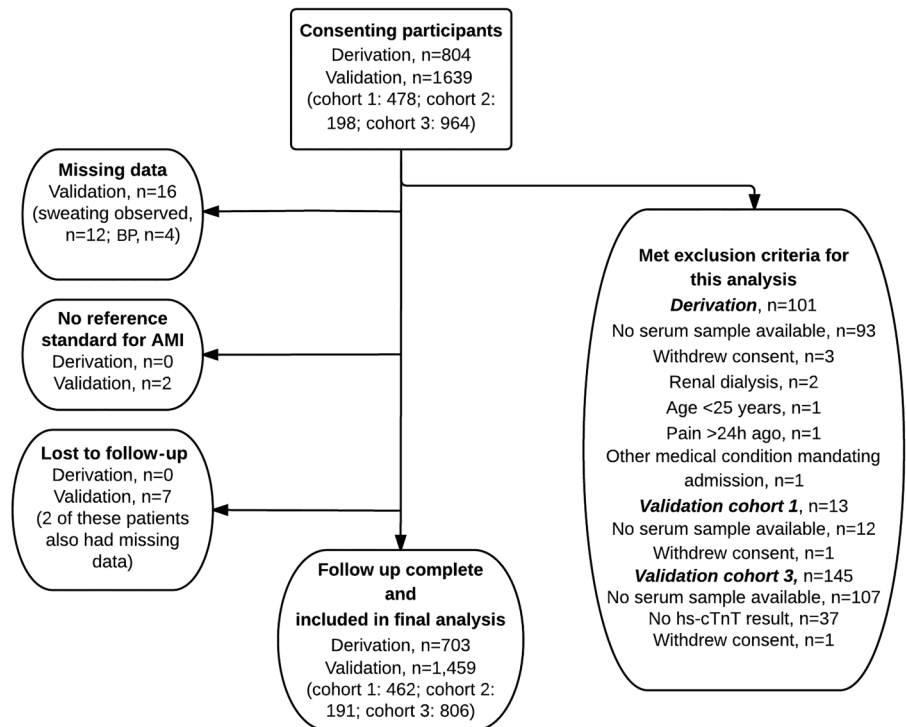 Consenting participants
Derivation, n=804
Validation, n=1639
(cohort 1: 478; cohort 2:
198; cohort 3: 964)
Missing data
Validation, n=16
(sweating observed,
n=12; BP, n=4)
No reference
standard for AMI
Derivation, n=0
Validation, n=2
Lost to follow-up
Derivation, n=0
Validation, n=7
(2 of these patients
also had missing
data)
Met exclusion criteria for
this analysis
Derivation, n=101
No serum sample available, n=93
Withdrew consent, n=3
Renal dialysis, n=2
Age <25 years, n=1
Pain >24h ago, n=1
Other medical condition mandating
admission, n=1
Validation cohort 1, n=13
No serum sample available, n=12
Withdrew consent, n=1
Validation cohort 3, n=145
No serum sample available, n=107
No hs-cTnT result, n=37
Withdrew consent, n=1
Follow up complete
and
included in final analysis
Derivation, n=703
Validation, n=1,459
(cohort 1: 462; cohort 2:
191; cohort 3: 806)